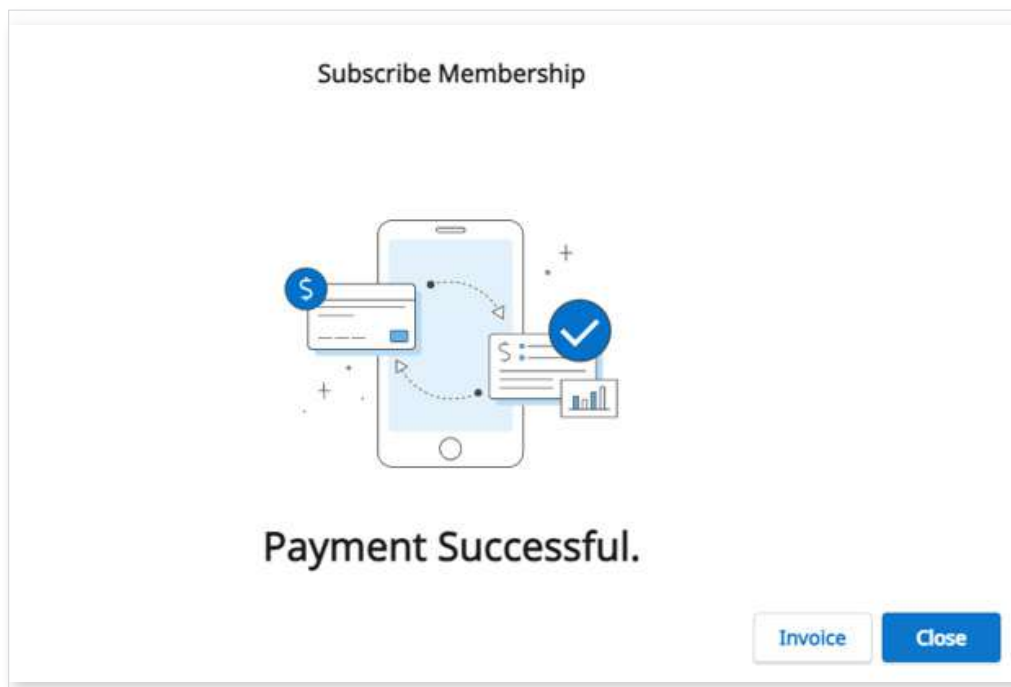 Subscribe Membership
$
$
Payment Successful.
Invoice
Close